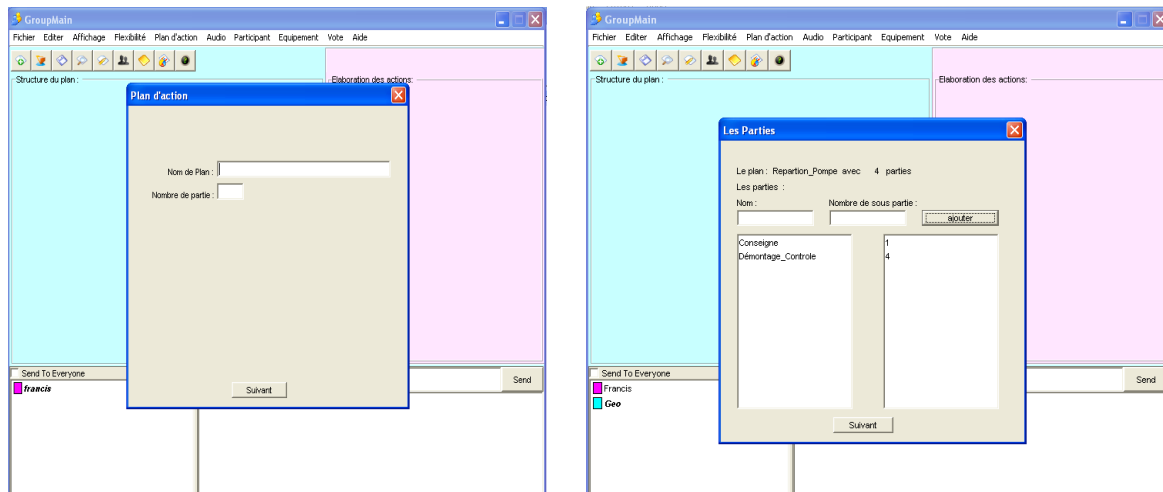 GroupMain
Fichier Editer Affichage Flexibilité Plan d'action Audio Participant Equipement Vote Aide
Structure du plan :
Elaboration des actions:
Plan d'action
Nom de Plan :
Nombre de partie :
Suivant
Send To Everyone
francis
Send
GroupMain
Fichier Editer Affichage Flexibilité Plan d'action Audio Participant Equipement Vote Aide
Structure du plan :
Elaboration des actions:
Les Parties
Le plan : Repartion_Pompe avec 4 parties
Les parties :
Nom : Nombre de sous partie :
ajouter
Conseigne 1
Démontage_Controle 4
Suivant
Send To Everyone
Francis
Geo
Send